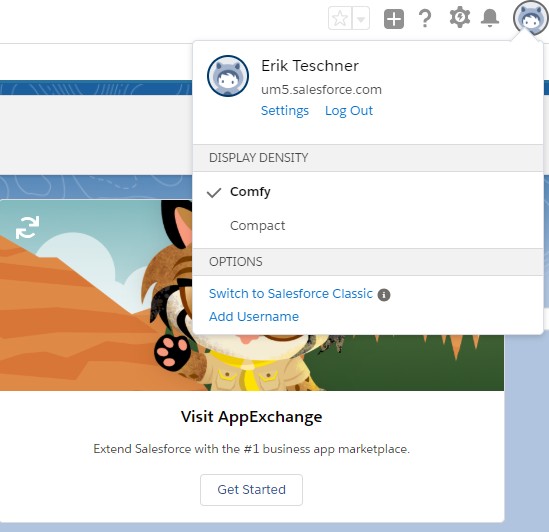 Erik Teschner
um5.salesforce.com
Settings Log Out
DISPLAY DENSITY
Comfy
Compact
OPTIONS
Switch to Salesforce Classic
Add Username
Visit AppExchange
Extend Salesforce with the #1 business app marketplace.
Get Started